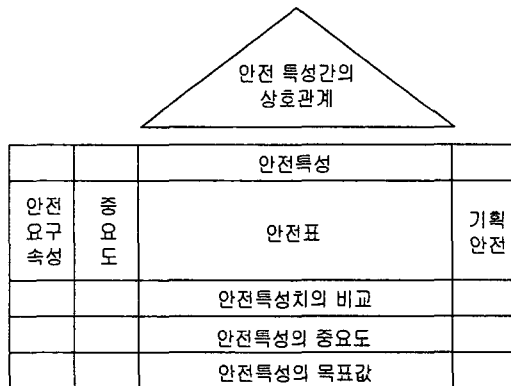 안전 특성간의
상호관계
안전특성
안전
요구
속성
중
요
도
안전표
기획
안전
안전특성치의 비교
안전특성의 중요도
안전특성의 목표값